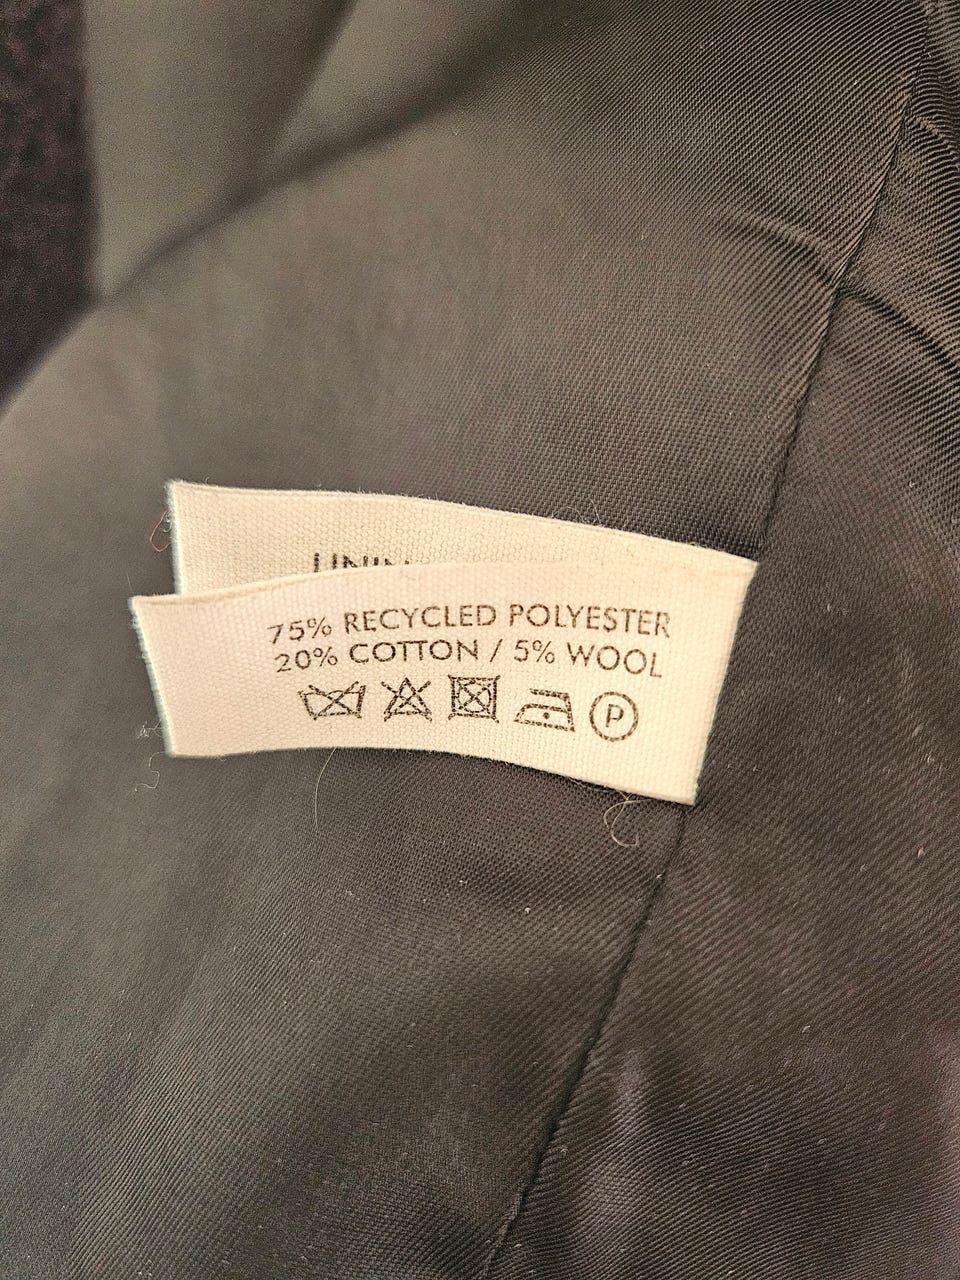 75% RECYCLED POLYESTER
20% COTTON / 5% WOOL
P